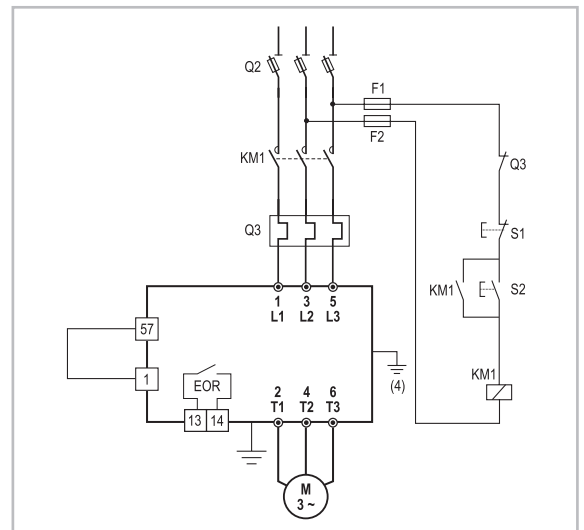 Q2
F1
F2
KM1
Q3
Q3
S1
KM1
S2
1 3 5
L1 L2 L3
57
1
EOR
13 14
(4)
KM1
2 4 6
T1 T2 T3
M
3 ~